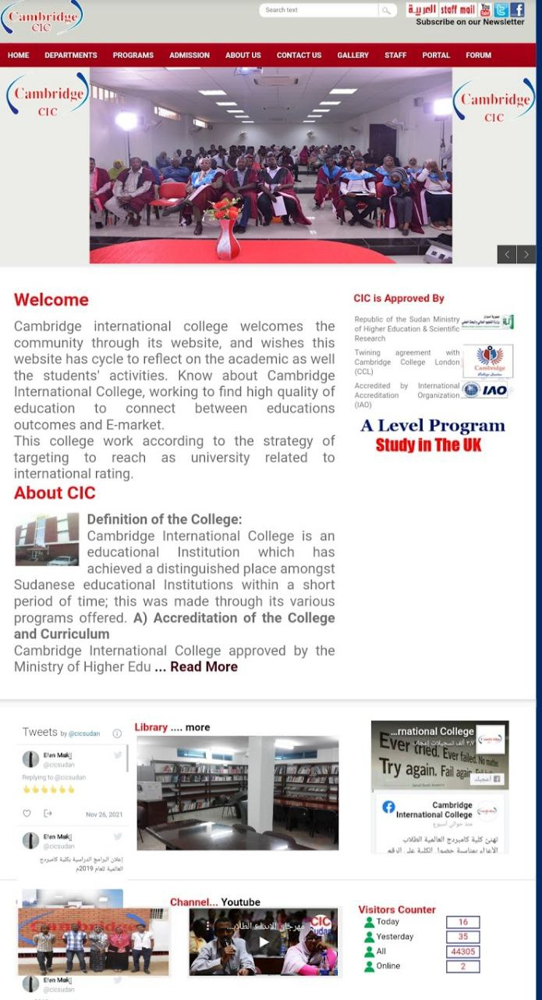 Cambridge
CIC
Search text
العربية staff mail You Tube
Subscribe on our Newsletter
HOME DEPARTMENTS PROGRAMS ADMISSION ABOUT US CONTACT US GALLERY STAFF PORTAL FORUM
Cambridge
CIC
Cambridge
CIC
Welcome
Cambridge international college welcomes the
community through its website, and wishes this
website has cycle to reflect on the academic as well
the students' activities. Know about Cambridge
International College, working to find high quality of
education to connect between educations
outcomes and E-market.
This college work according to the strategy of
targeting to reach as university related to
international rating.
About CIC
Definition of the College:
Cambridge International College is an
educational Institution which has
achieved a distinguished place amongst
Sudanese educational Institutions within a short
period of time; this was made through its various
programs offered. A) Accreditation of the College
and Curriculum
Cambridge International College approved by the
Ministry of Higher Edu ... Read More
CIC is Approved By
Republic of the Sudan Ministry
of Higher Education & Scientific
Research
Twining agreement with
Cambridge College London
(CCL)
Cambridge
College London
Accredited by International
Accreditation Organization
(IAO)
IAO
A Level Program
Study in The UK
Tweets by @cicsudan
@cicsudan
Replying to @cicsudan
Nov 26, 2021
@cicsudan
إعلان البرامج الدراسية بكلية كامبردج
العالمية للعام 2019م
@cicsudan
Library .... more
...rnational College
٣٫٧ ألف تسجيلات إعجاب
Ever tried. Ever failed. No matter.
Try again. Fail again.
أعجبك
Cambridge
International College
منذ حوالي أسبوع
تهنئ كلية كامبردج العالمية الطلاب
الأعزاء بمناسبة حصول الكلية على الرقم
Channel... Youtube
Cambridge
مهرجان الابداع الطلا...
CIC
Sudan
Visitors Counter
Today 16
Yesterday 35
All 44305
Online 2